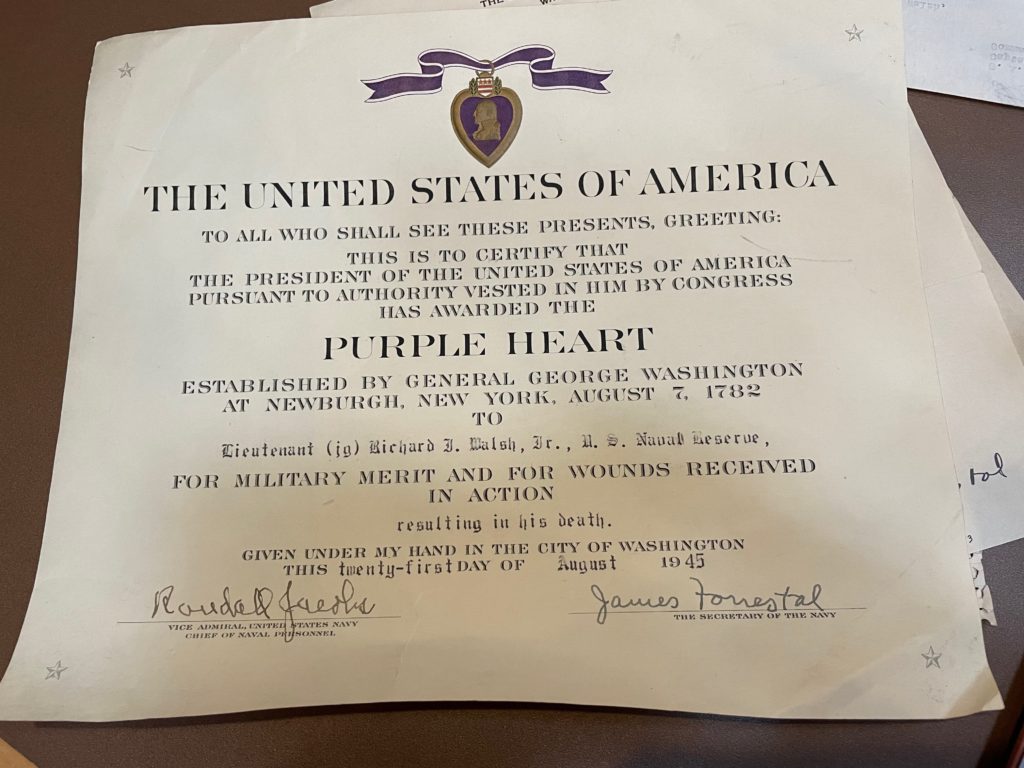 THE UNITED STATES OF AMERICA
TO ALL WHO SHALL SEE THESE PRESENTS, GREETING:
THIS IS TO CERTIFY THAT
THE PRESIDENT OF THE UNITED STATES OF AMERICA
PURSUANT TO AUTHORITY VESTED IN HIM BY CONGRESS
HAS AWARDED THE
PURPLE HEART
ESTABLISHED BY GENERAL GEORGE WASHINGTON
AT NEWBURGH, NEW YORK, AUGUST 7, 1782
TO
Lieutenant (jg) Richard J. Walsh, Jr., U. S. Naval Reserve,
FOR MILITARY MERIT AND FOR WOUNDS RECEIVED
IN ACTION
resulting in his death.
GIVEN UNDER MY HAND IN THE CITY OF WASHINGTON
THIS twenty-first DAY OF August 1945
Randall Jacobs
VICE ADMIRAL, UNITED STATES NAVY
CHIEF OF NAVAL PERSONNEL
James Forrestal
THE SECRETARY OF THE NAVY